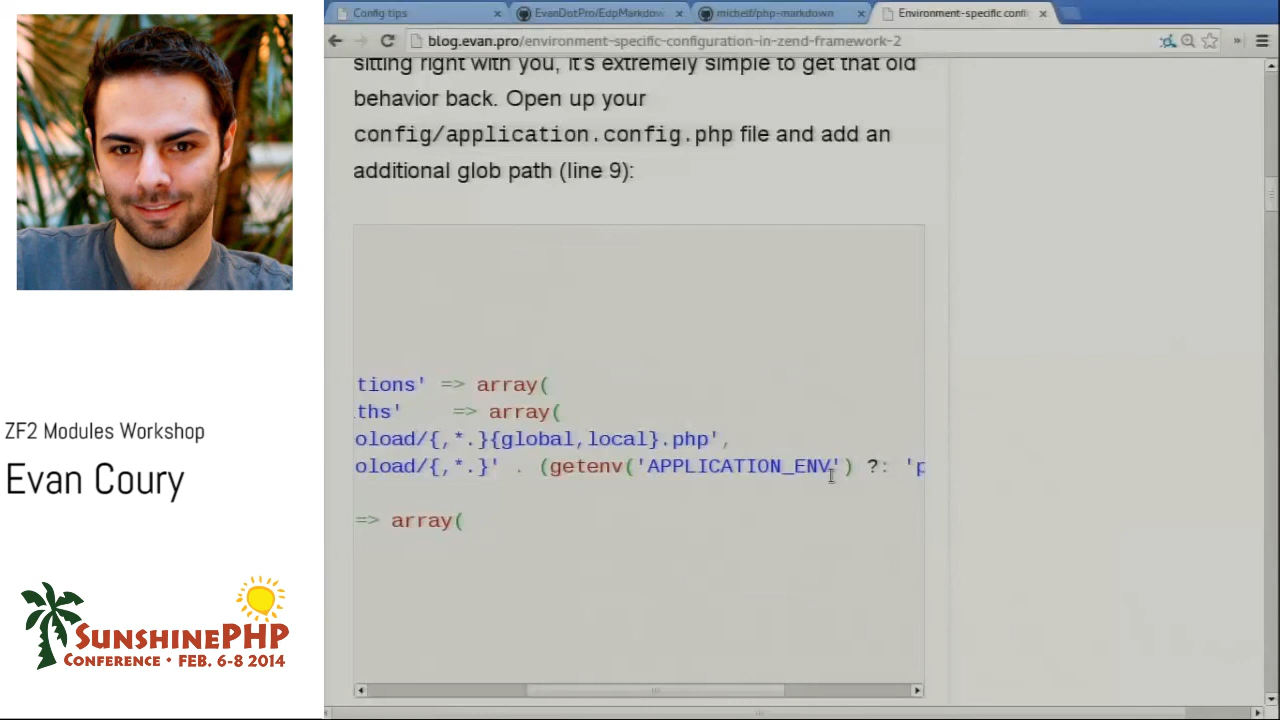 Config tips
EvanDotPro/EdpMarkdow
michelf/php-markdown
Environment-specific confi
blog.evan.pro/environment-specific-configuration-in-zend-framework-2
sitting right with you, it's extremely simple to get that old
behavior back. Open up your
config/application.config.php file and add an
additional glob path (line 9):
tions' => array(
ths' => array(
oload/{,*.}{global,local}.php',
oload/{,*.}' . (getenv('APPLICATION_ENV') ?: 'p
=> array(
ZF2 Modules Workshop
Evan Coury
SUNSHINEPHP
CONFERENCE • FEB. 6-8 2014